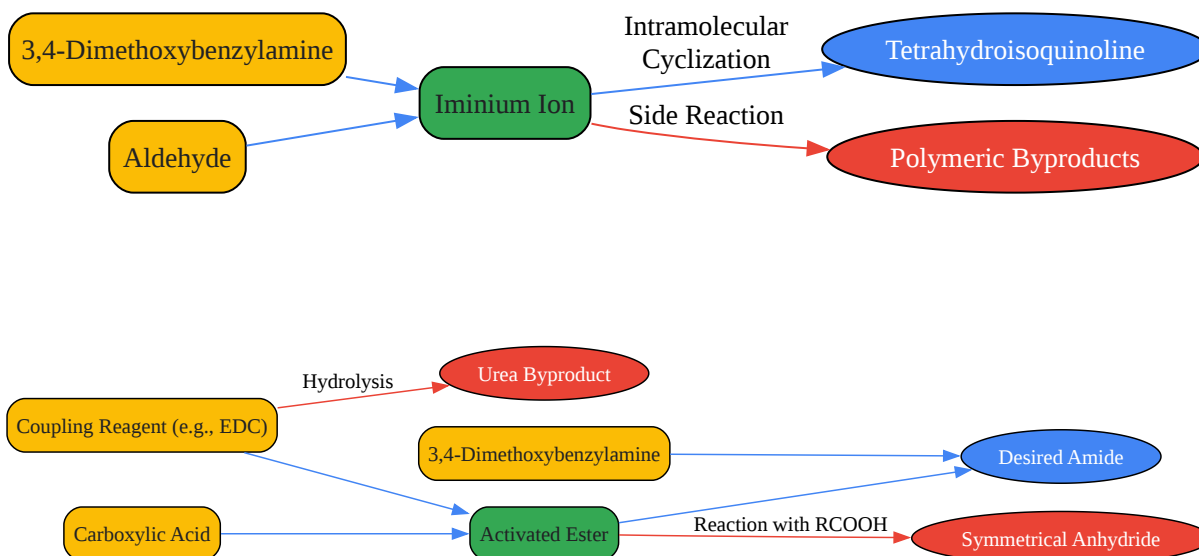 3,4-Dimethoxybenzylamine
Aldehyde
Iminium Ion
Intramolecular
Cyclization
Side Reaction
Tetrahydroisoquinoline
Polymeric Byproducts
Coupling Reagent (e.g., EDC)
Carboxylic Acid
Hydrolysis
Urea Byproduct
3,4-Dimethoxybenzylamine
Activated Ester
Reaction with RCOOH
Desired Amide
Symmetrical Anhydride